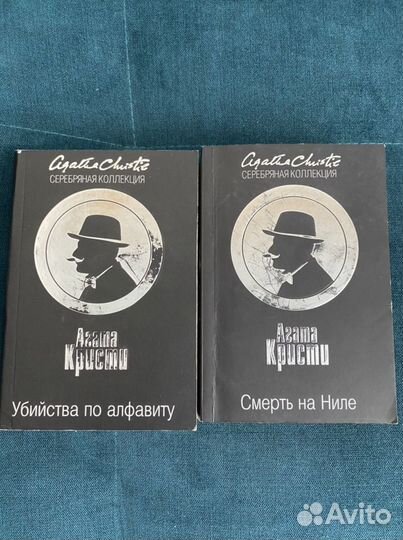 Agatha Christie
СЕРЕБРЯНАЯ КОЛЛЕКЦИЯ
Агата
Кристи
Убийства по алфавиту
Agatha Christie
СЕРЕБРЯНАЯ КОЛЛЕКЦИЯ
Агата
Кристи
Смерть на Ниле
Avito